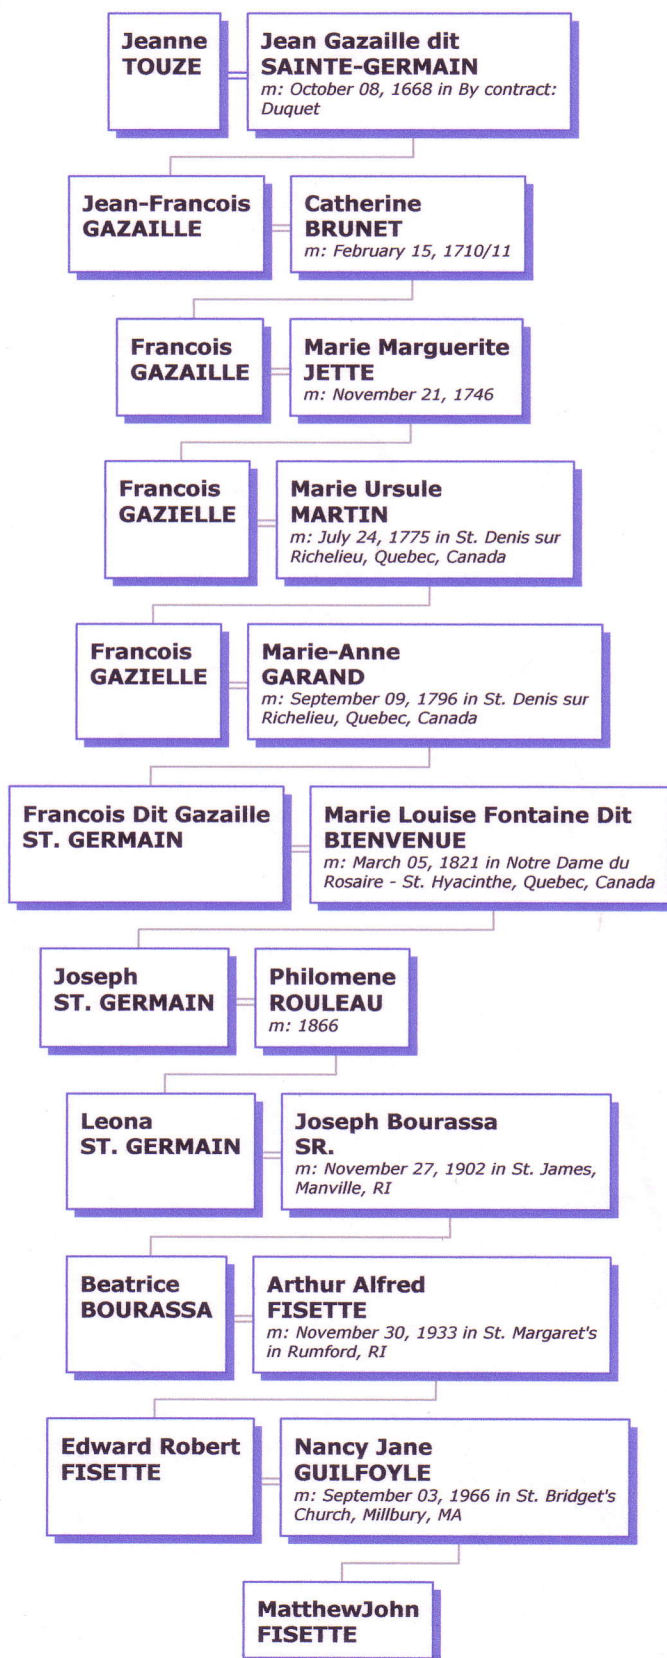 Jeanne
TOUZE
Jean Gazaille dit
SAINTE-GERMAIN
m: October 08, 1668 in By contract:
Duquet
Jean-Francois
GAZAILLE
Catherine
BRUNET
m: February 15, 1710/11
Francois
GAZAILLE
Marie Marguerite
JETTE
m: November 21, 1746
Francois
GAZIELLE
Marie Ursule
MARTIN
m: July 24, 1775 in St. Denis sur
Richelieu, Quebec, Canada
Francois
GAZIELLE
Marie-Anne
GARAND
m: September 09, 1796 in St. Denis sur
Richelieu, Quebec, Canada
Francois Dit Gazaille
ST. GERMAIN
Marie Louise Fontaine Dit
BIENVENUE
m: March 05, 1821 in Notre Dame du
Rosaire - St. Hyacinthe, Quebec, Canada
Joseph
ST. GERMAIN
Philomene
ROULEAU
m: 1866
Leona
ST. GERMAIN
Joseph Bourassa
SR.
m: November 27, 1902 in St. James,
Manville, RI
Beatrice
BOURASSA
Arthur Alfred
FISETTE
m: November 30, 1933 in St. Margaret's
in Rumford, RI
Edward Robert
FISETTE
Nancy Jane
GUILFOYLE
m: September 03, 1966 in St. Bridget's
Church, Millbury, MA
MatthewJohn
FISETTE